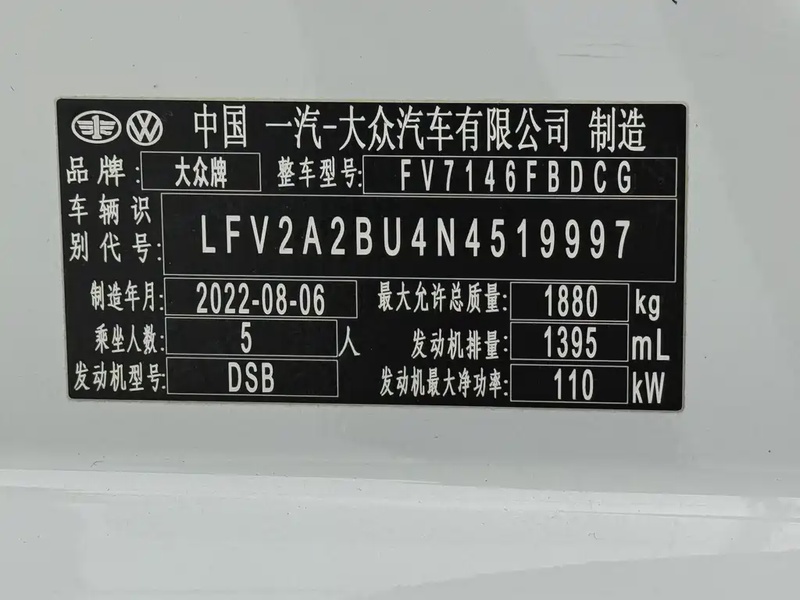 中国 一汽-大众汽车有限公司 制造
品牌: 大众牌 整车型号: FV7146FBDCG
车辆识别代号: LFV2A2BU4N4519997
制造年月: 2022-08-06 最大允许总质量: 1880 kg
乘坐人数: 5 人 发动机排量: 1395 mL
发动机型号: DSB 发动机最大净功率: 110 kW